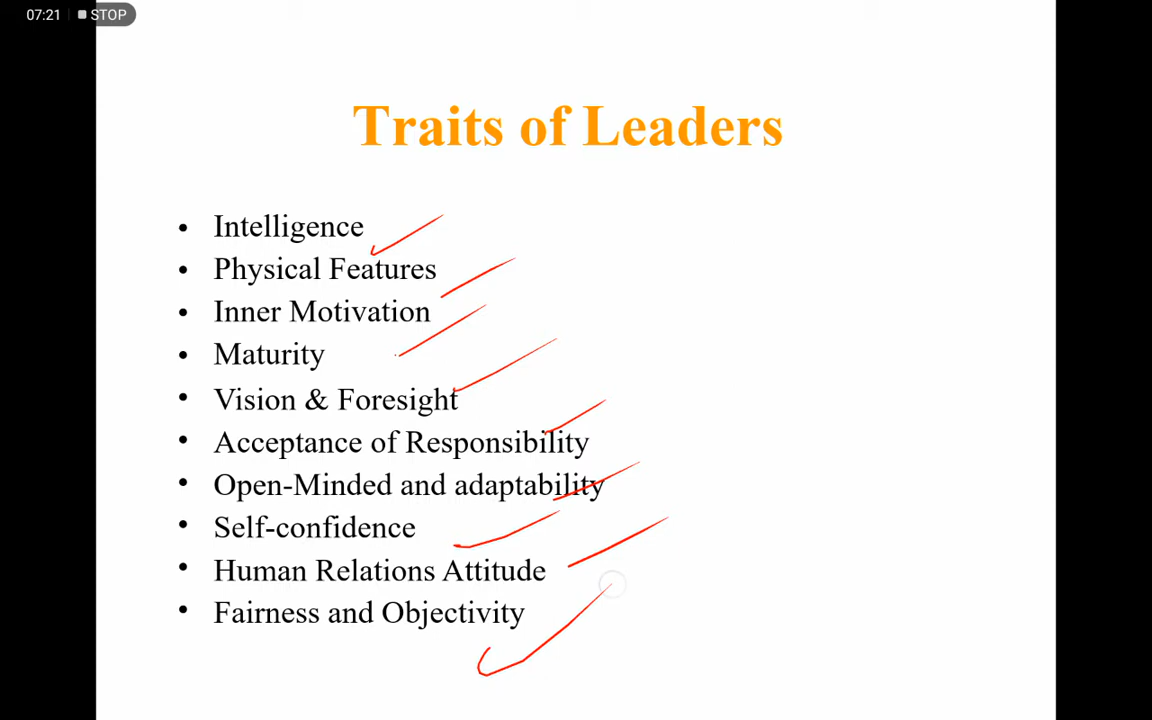 07:21 STOP
Traits of Leaders
• Intelligence
• Physical Features
• Inner Motivation
• Maturity
• Vision & Foresight
• Acceptance of Responsibility
• Open-Minded and adaptability
• Self-confidence
• Human Relations Attitude
• Fairness and Objectivity